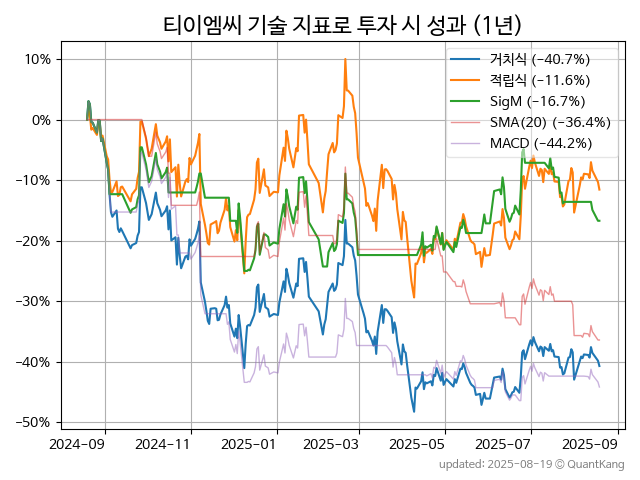 티이엠씨 기술 지표로 투자 시 성과 (1년)
거치식 (−40.7%)
적립식 (−11.6%)
SigM (−16.7%)
SMA(20) (−36.4%)
MACD (−44.2%)
10%
0%
−10%
−20%
−30%
−40%
−50%
2024-09
2024-11
2025-01
2025-03
2025-05
2025-07
2025-09
updated: 2025-08-19 ⓒ QuantKang